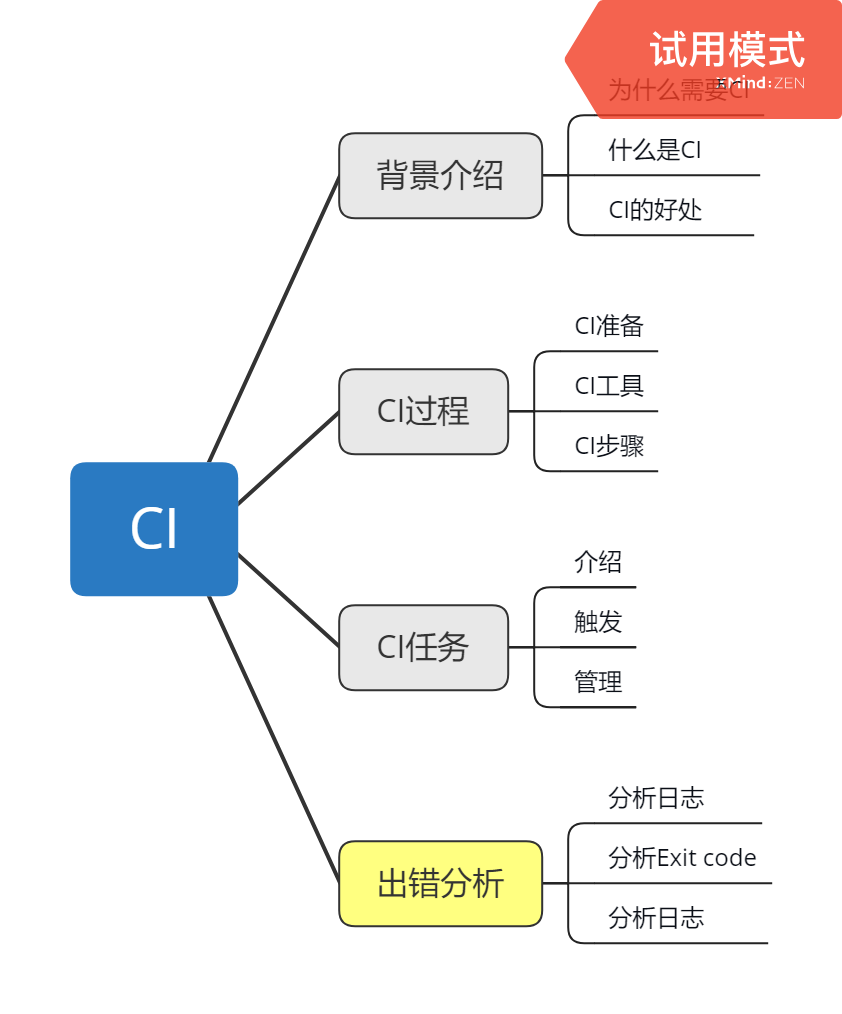 试用模式
XMind:ZEN
为什么需要CI
背景介绍
什么是CI
CI的好处
CI过程
CI准备
CI工具
CI步骤
CI
CI任务
介绍
触发
管理
出错分析
分析日志
分析Exit code
分析日志